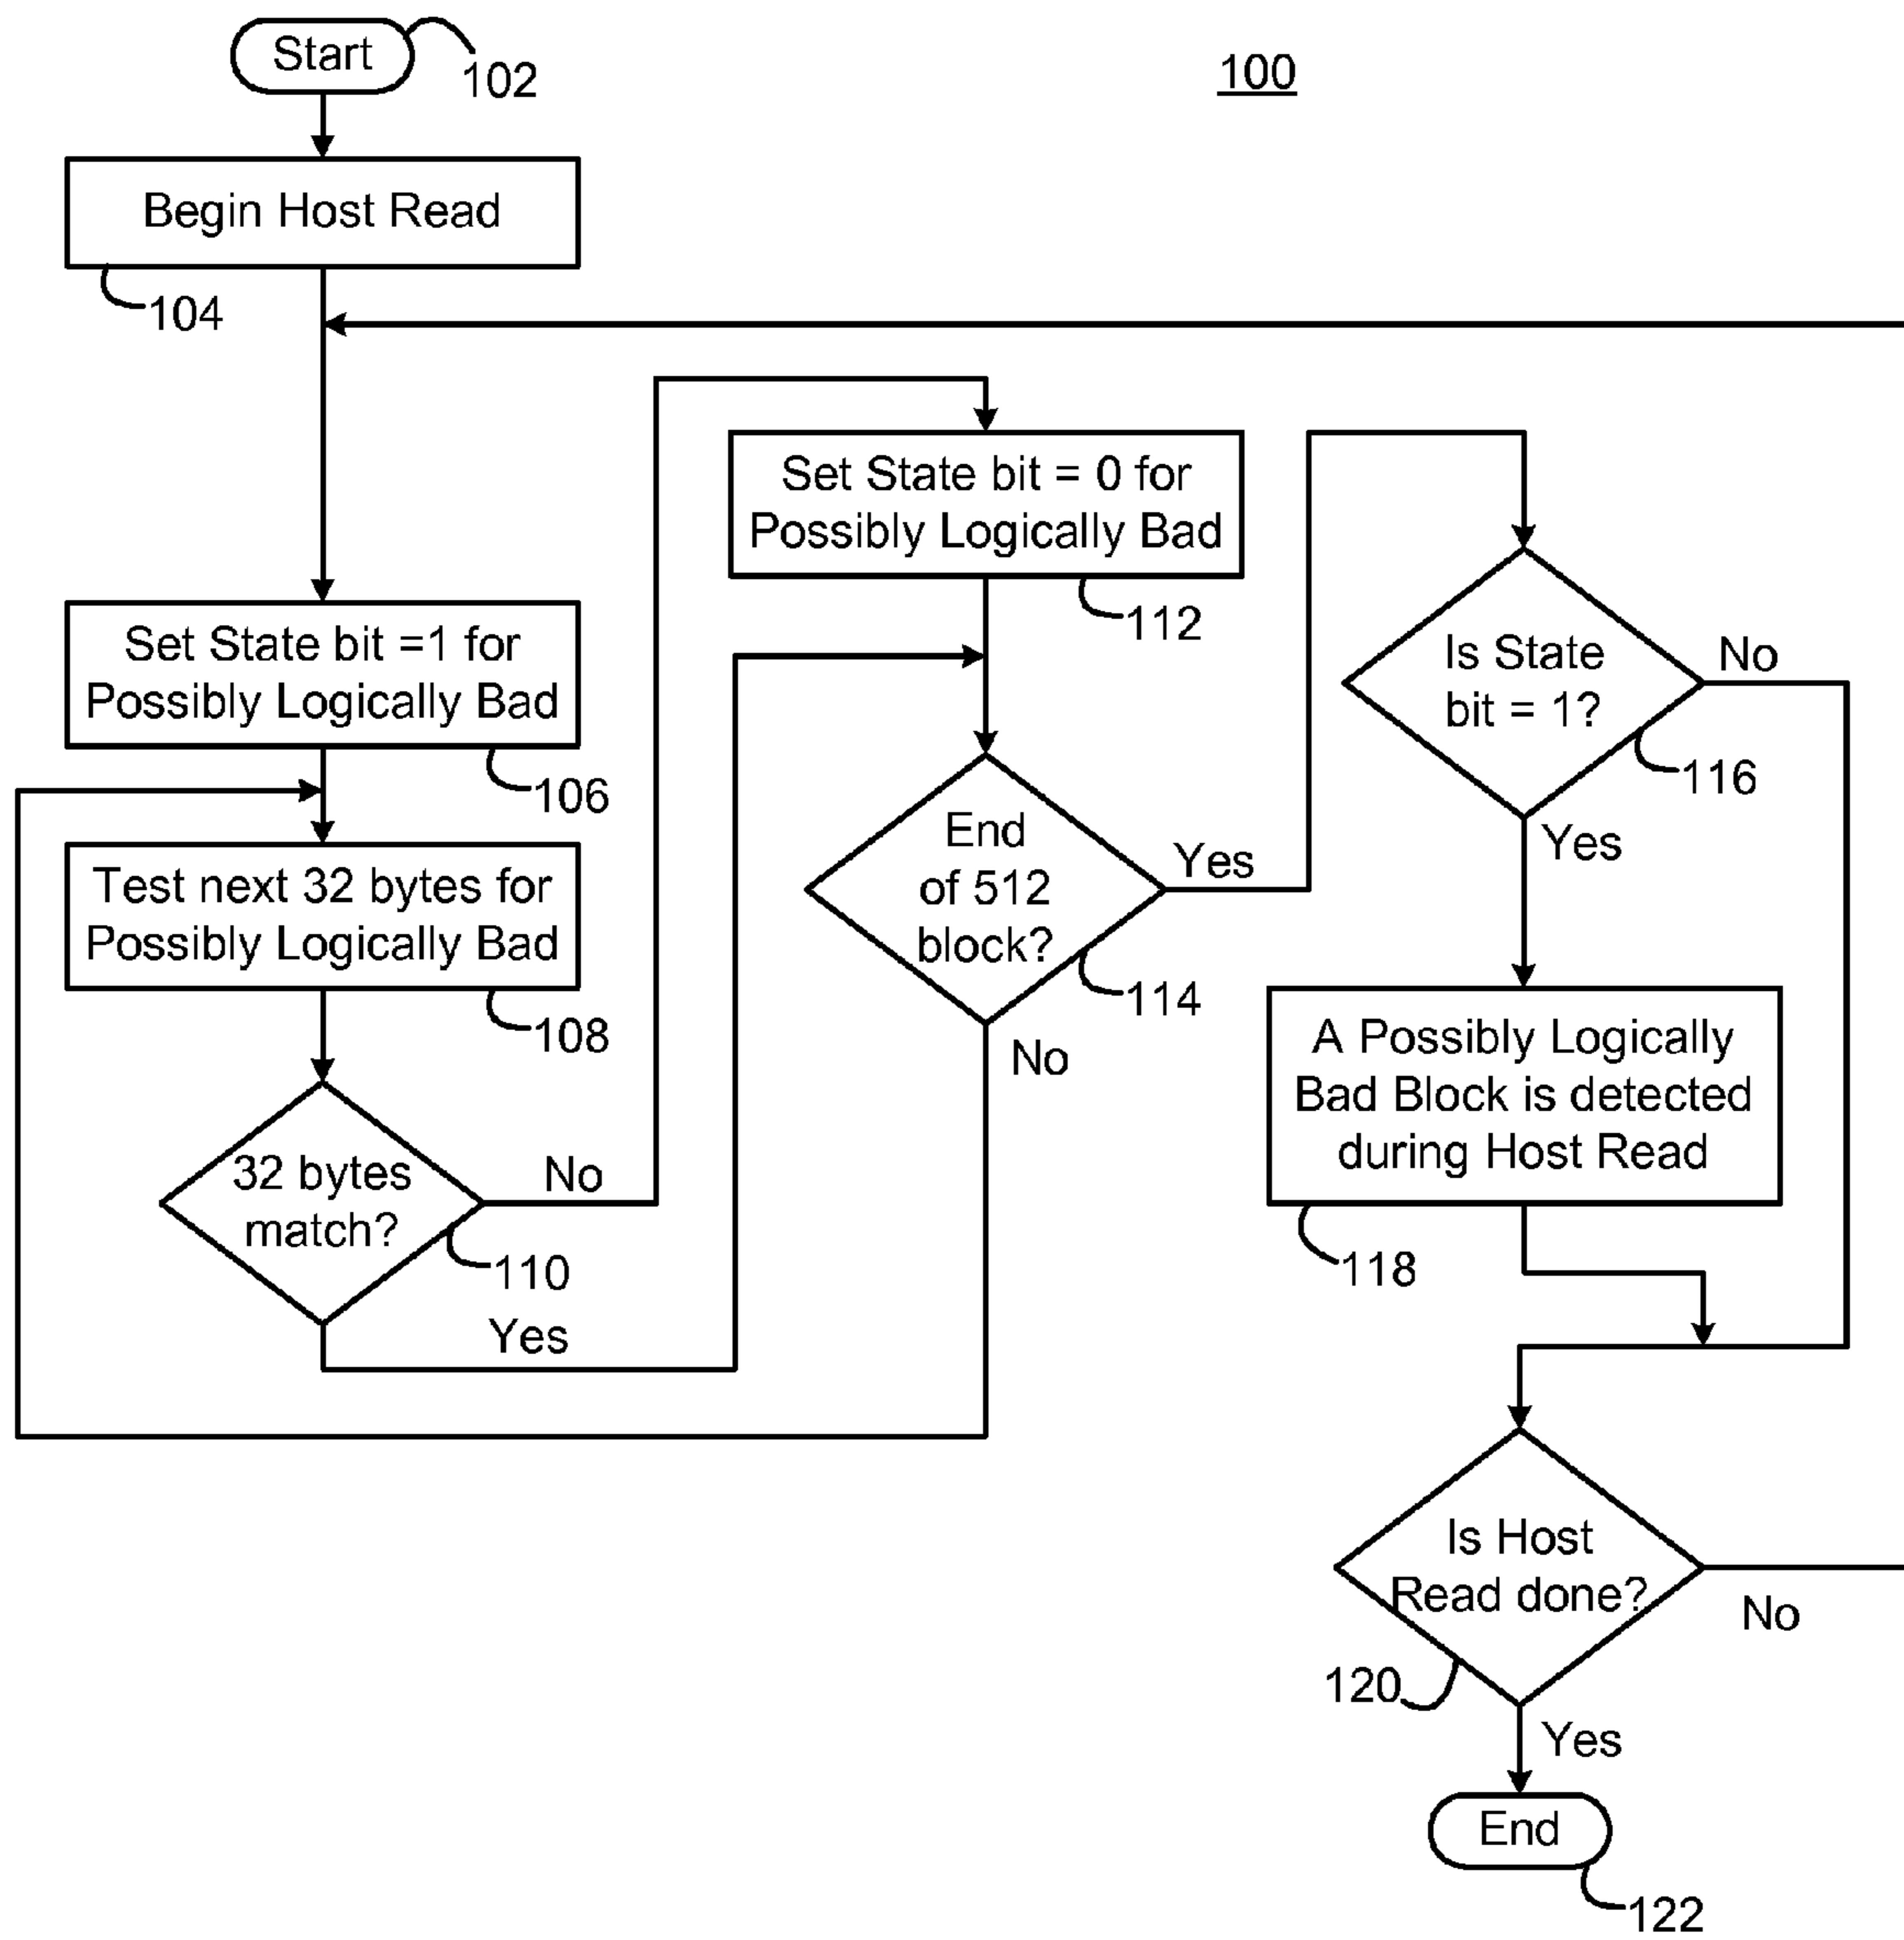 Start
102
100
Begin Host Read
104
Set State bit =1 for
Possibly Logically Bad
106
Test next 32 bytes for
Possibly Logically Bad
108
32 bytes
match?
No
110
Yes
Set State bit = 0 for
Possibly Logically Bad
112
End
of 512
block?
Yes
114
No
Is State
bit = 1?
No
116
Yes
A Possibly Logically
Bad Block is detected
during Host Read
118
Is Host
Read done?
No
120
Yes
End
122